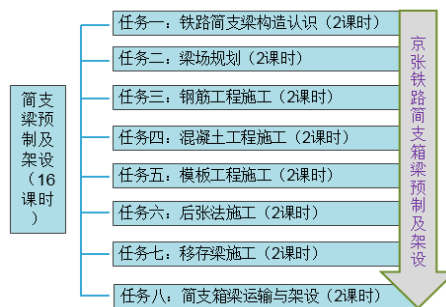 简支
梁预
制及
架设
（16
课时
）
任务一：铁路简支梁构造认识（2课时）
任务二：梁场规划（2课时）
任务三：钢筋工程施工（2课时）
任务四：混凝土工程施工（2课时）
任务五：模板工程施工（2课时）
任务六：后张法施工（2课时）
任务七：移存梁施工（2课时）
任务八：简支箱梁运输与架设（2课时）
京张铁路简支箱梁预制及架设